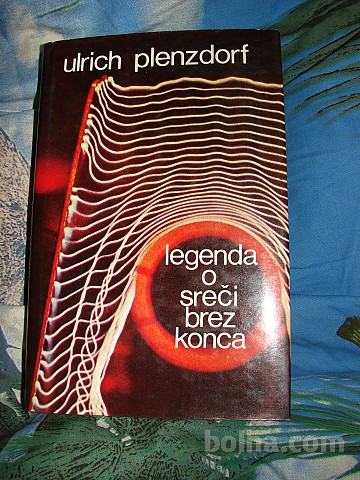 ulrich plenzdorf
legenda
o
sreči
brez
konca
bolha.com